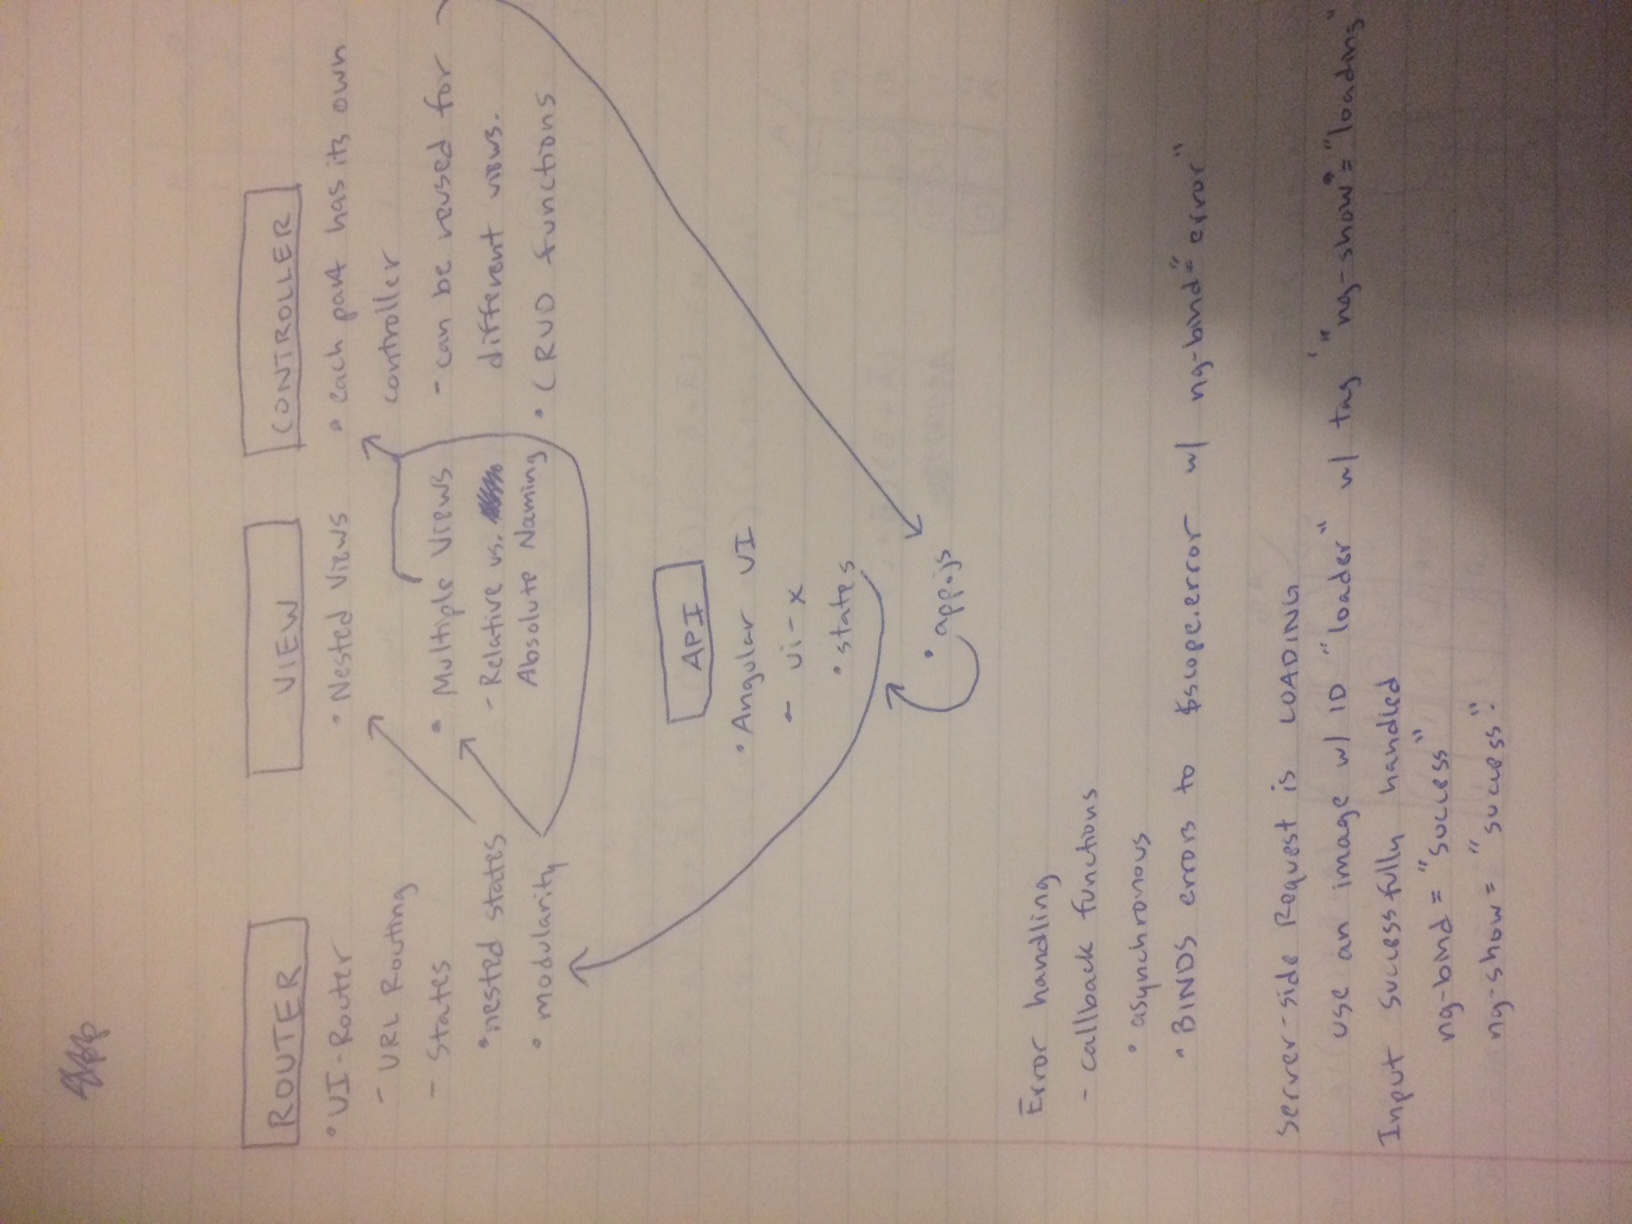 ROUTER
• UI-Router
- URL Routing
- States
• nested states
• modularity
VIEW
• Nested Views
• Multiple Views
- Relative vs.
Absolute Naming
CONTROLLER
• each part has its own
controller
- can be reused for
different views.
• CRUD functions
API
• Angular UI
- ui-x
• states
• app.js
Error handling
- callback functions
• asynchronous
• BINDS errors to $scope.error w/ ng-bind="error"
Server-side Request is LOADING
use an image w/ ID "loader" w/ tag "ng-show"="loading"
Input successfully handled
ng-bind = "success"
ng-show = "success".